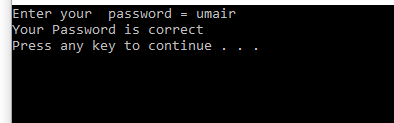 Enter your  password = umair
Your Password is correct
Press any key to continue . . .